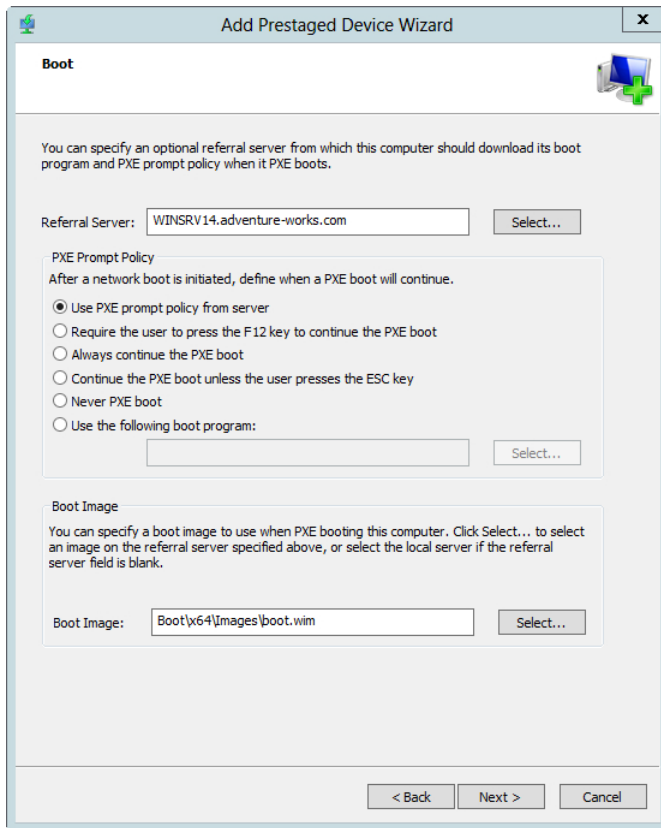 Add Prestaged Device Wizard
x
Boot
You can specify an optional referral server from which this computer should download its boot
program and PXE prompt policy when it PXE boots.
Referral Server: WINSRV14.adventure-works.com Select...
PXE Prompt Policy
After a network boot is initiated, define when a PXE boot will continue.
Use PXE prompt policy from server
Require the user to press the F12 key to continue the PXE boot
Always continue the PXE boot
Continue the PXE boot unless the user presses the ESC key
Never PXE boot
Use the following boot program:
Select...
Boot Image
You can specify a boot image to use when PXE booting this computer. Click Select... to select
an image on the referral server specified above, or select the local server if the referral
server field is blank.
Boot Image: Boot\x64\Images\boot.wim Select...
< Back Next > Cancel